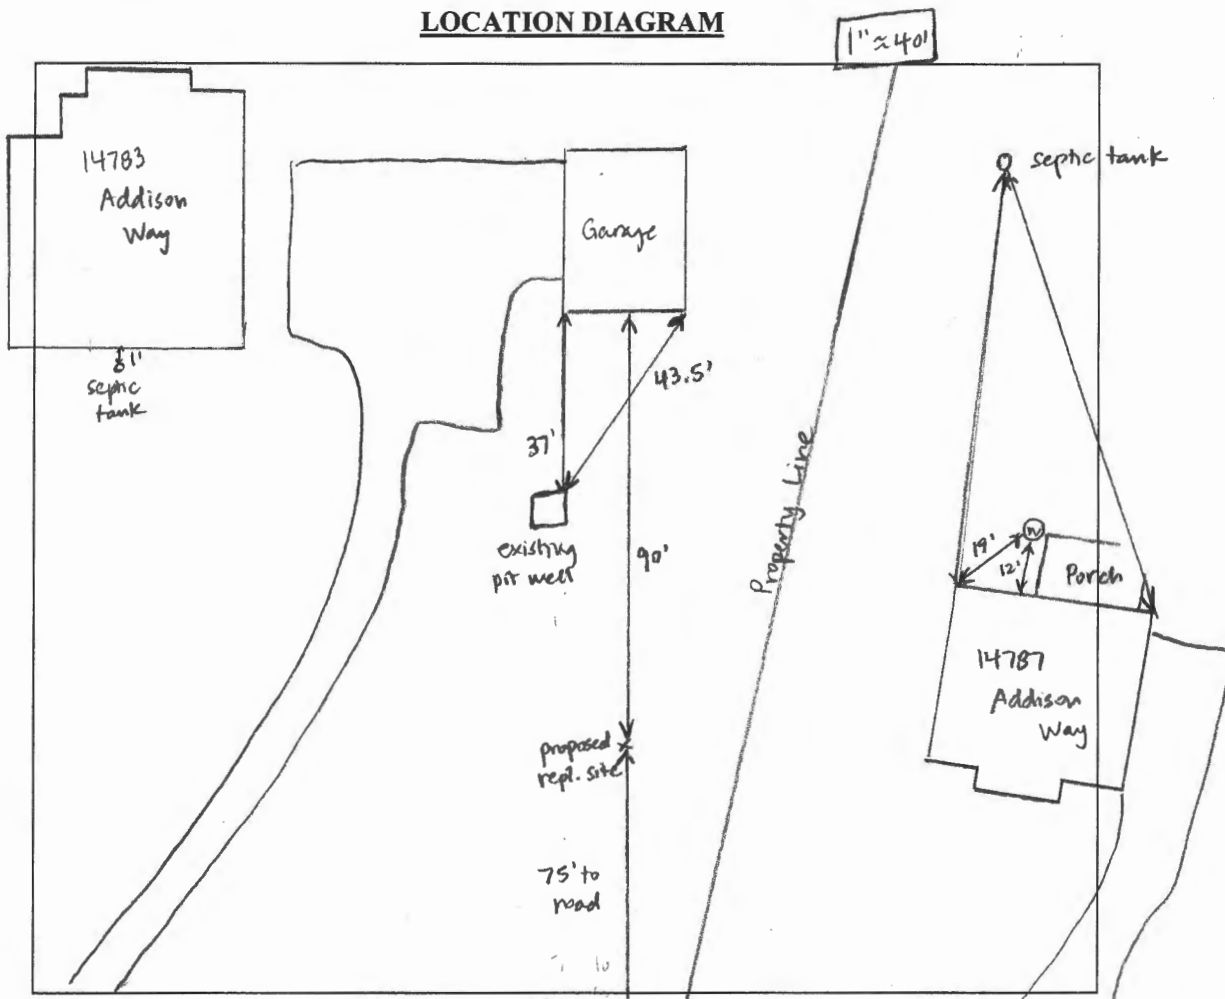 LOCATION DIAGRAM
1" ≈ 40'
14783
Addison
Way
Garage
septic tank
1'
septic
tank
43.5'
37'
existing
pit well
90'
Property Line
19'
W
12'
Porch
14787
Addison
Way
proposed
repl. site
75' to
road